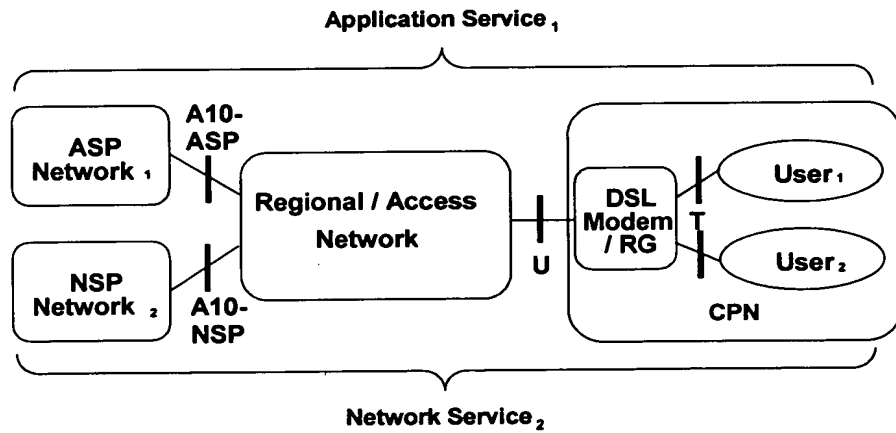 Application Service 1
A10-
ASP
ASP
Network 1
Regional / Access
Network
NSP
Network 2
A10-
NSP
U
DSL
Modem
/ RG
T
User 1
User 2
CPN
Network Service 2